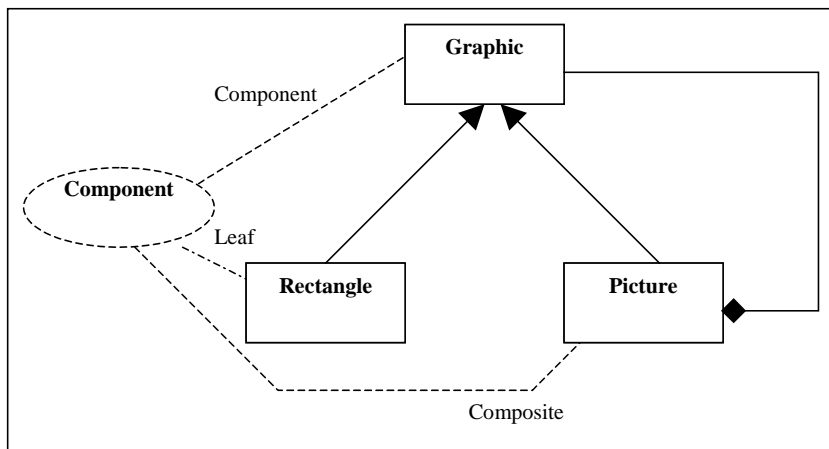 Graphic
Component
Component
Leaf
Rectangle
Picture
Composite